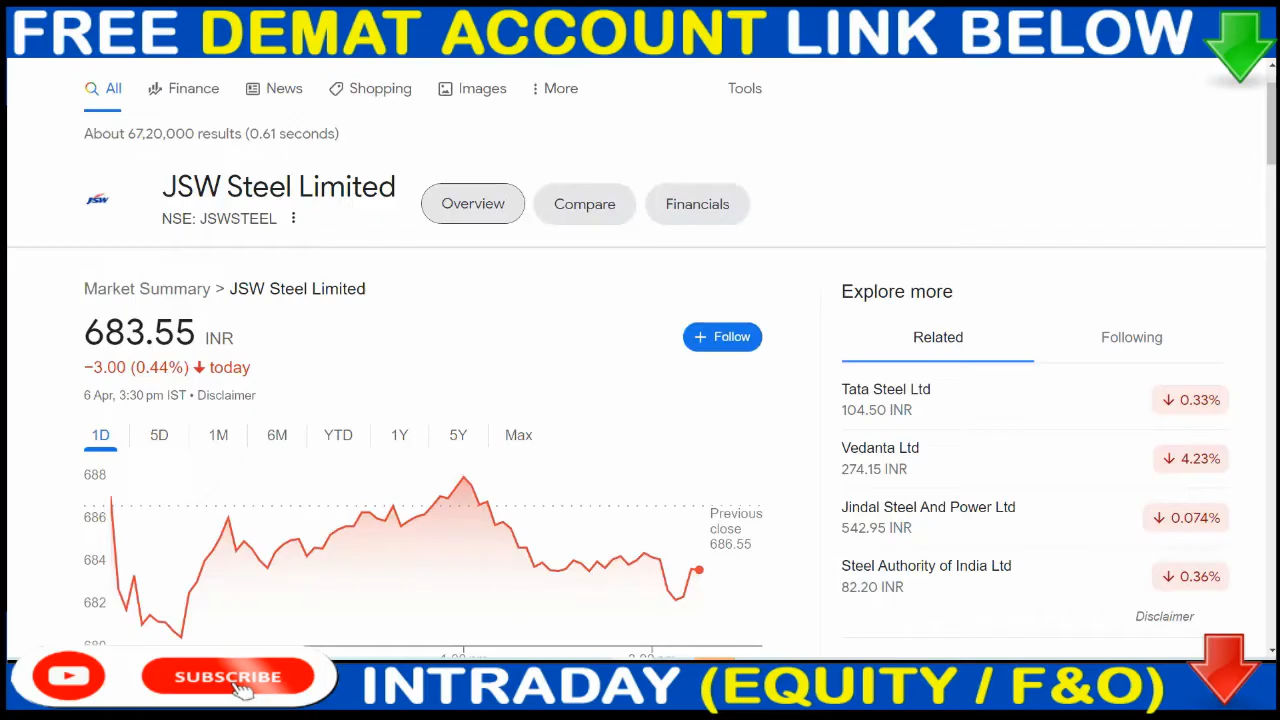 FREE DEMAT ACCOUNT LINK BELOW
All Finance News Shopping Images More Tools
About 67,20,000 results (0.61 seconds)
JSW
JSW Steel Limited
NSE: JSWSTEEL
Overview Compare Financials
Market Summary > JSW Steel Limited
683.55 INR
+ Follow
−3.00 (0.44%) ↓ today
6 Apr, 3:30 pm IST • Disclaimer
1D 5D 1M 6M YTD 1Y 5Y Max
688
686
684
682
Previous
close
686.55
Explore more
Related Following
Tata Steel Ltd
104.50 INR
↓ 0.33%
Vedanta Ltd
274.15 INR
↓ 4.23%
Jindal Steel And Power Ltd
542.95 INR
↓ 0.074%
Steel Authority of India Ltd
82.20 INR
↓ 0.36%
Disclaimer
SUBSCRIBE
INTRADAY (EQUITY / F&O)